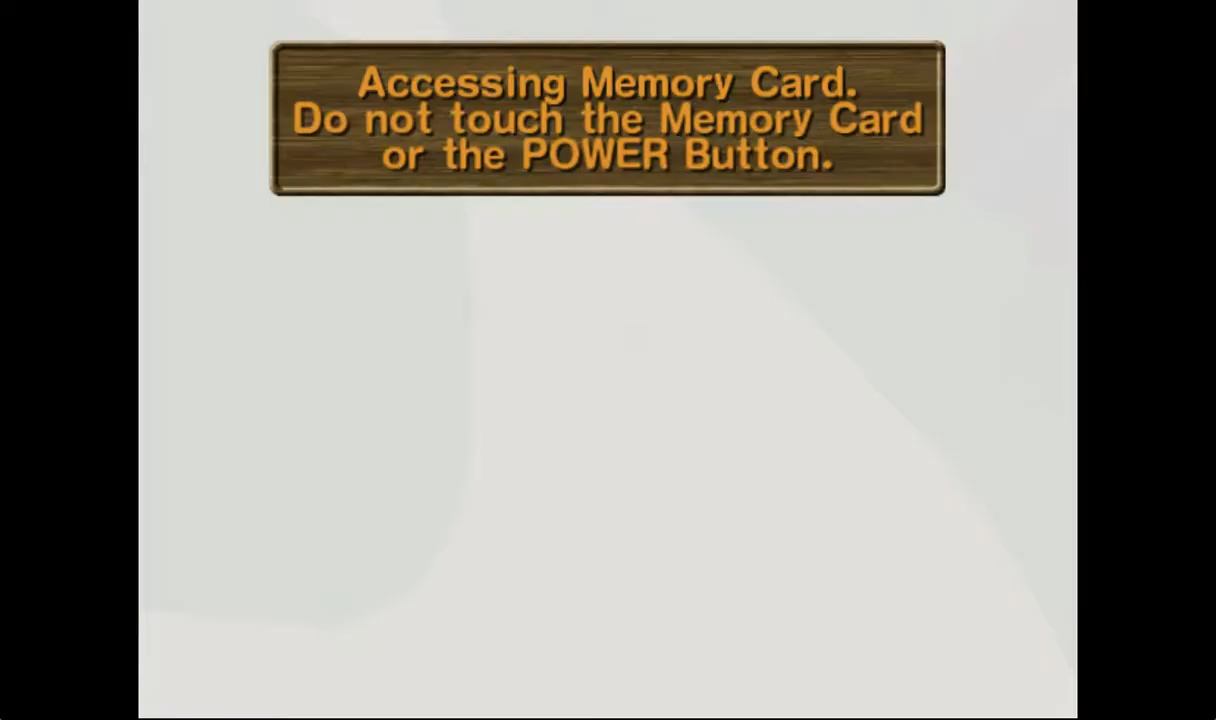 Accessing Memory Card.
Do not touch the Memory Card
or the POWER Button.